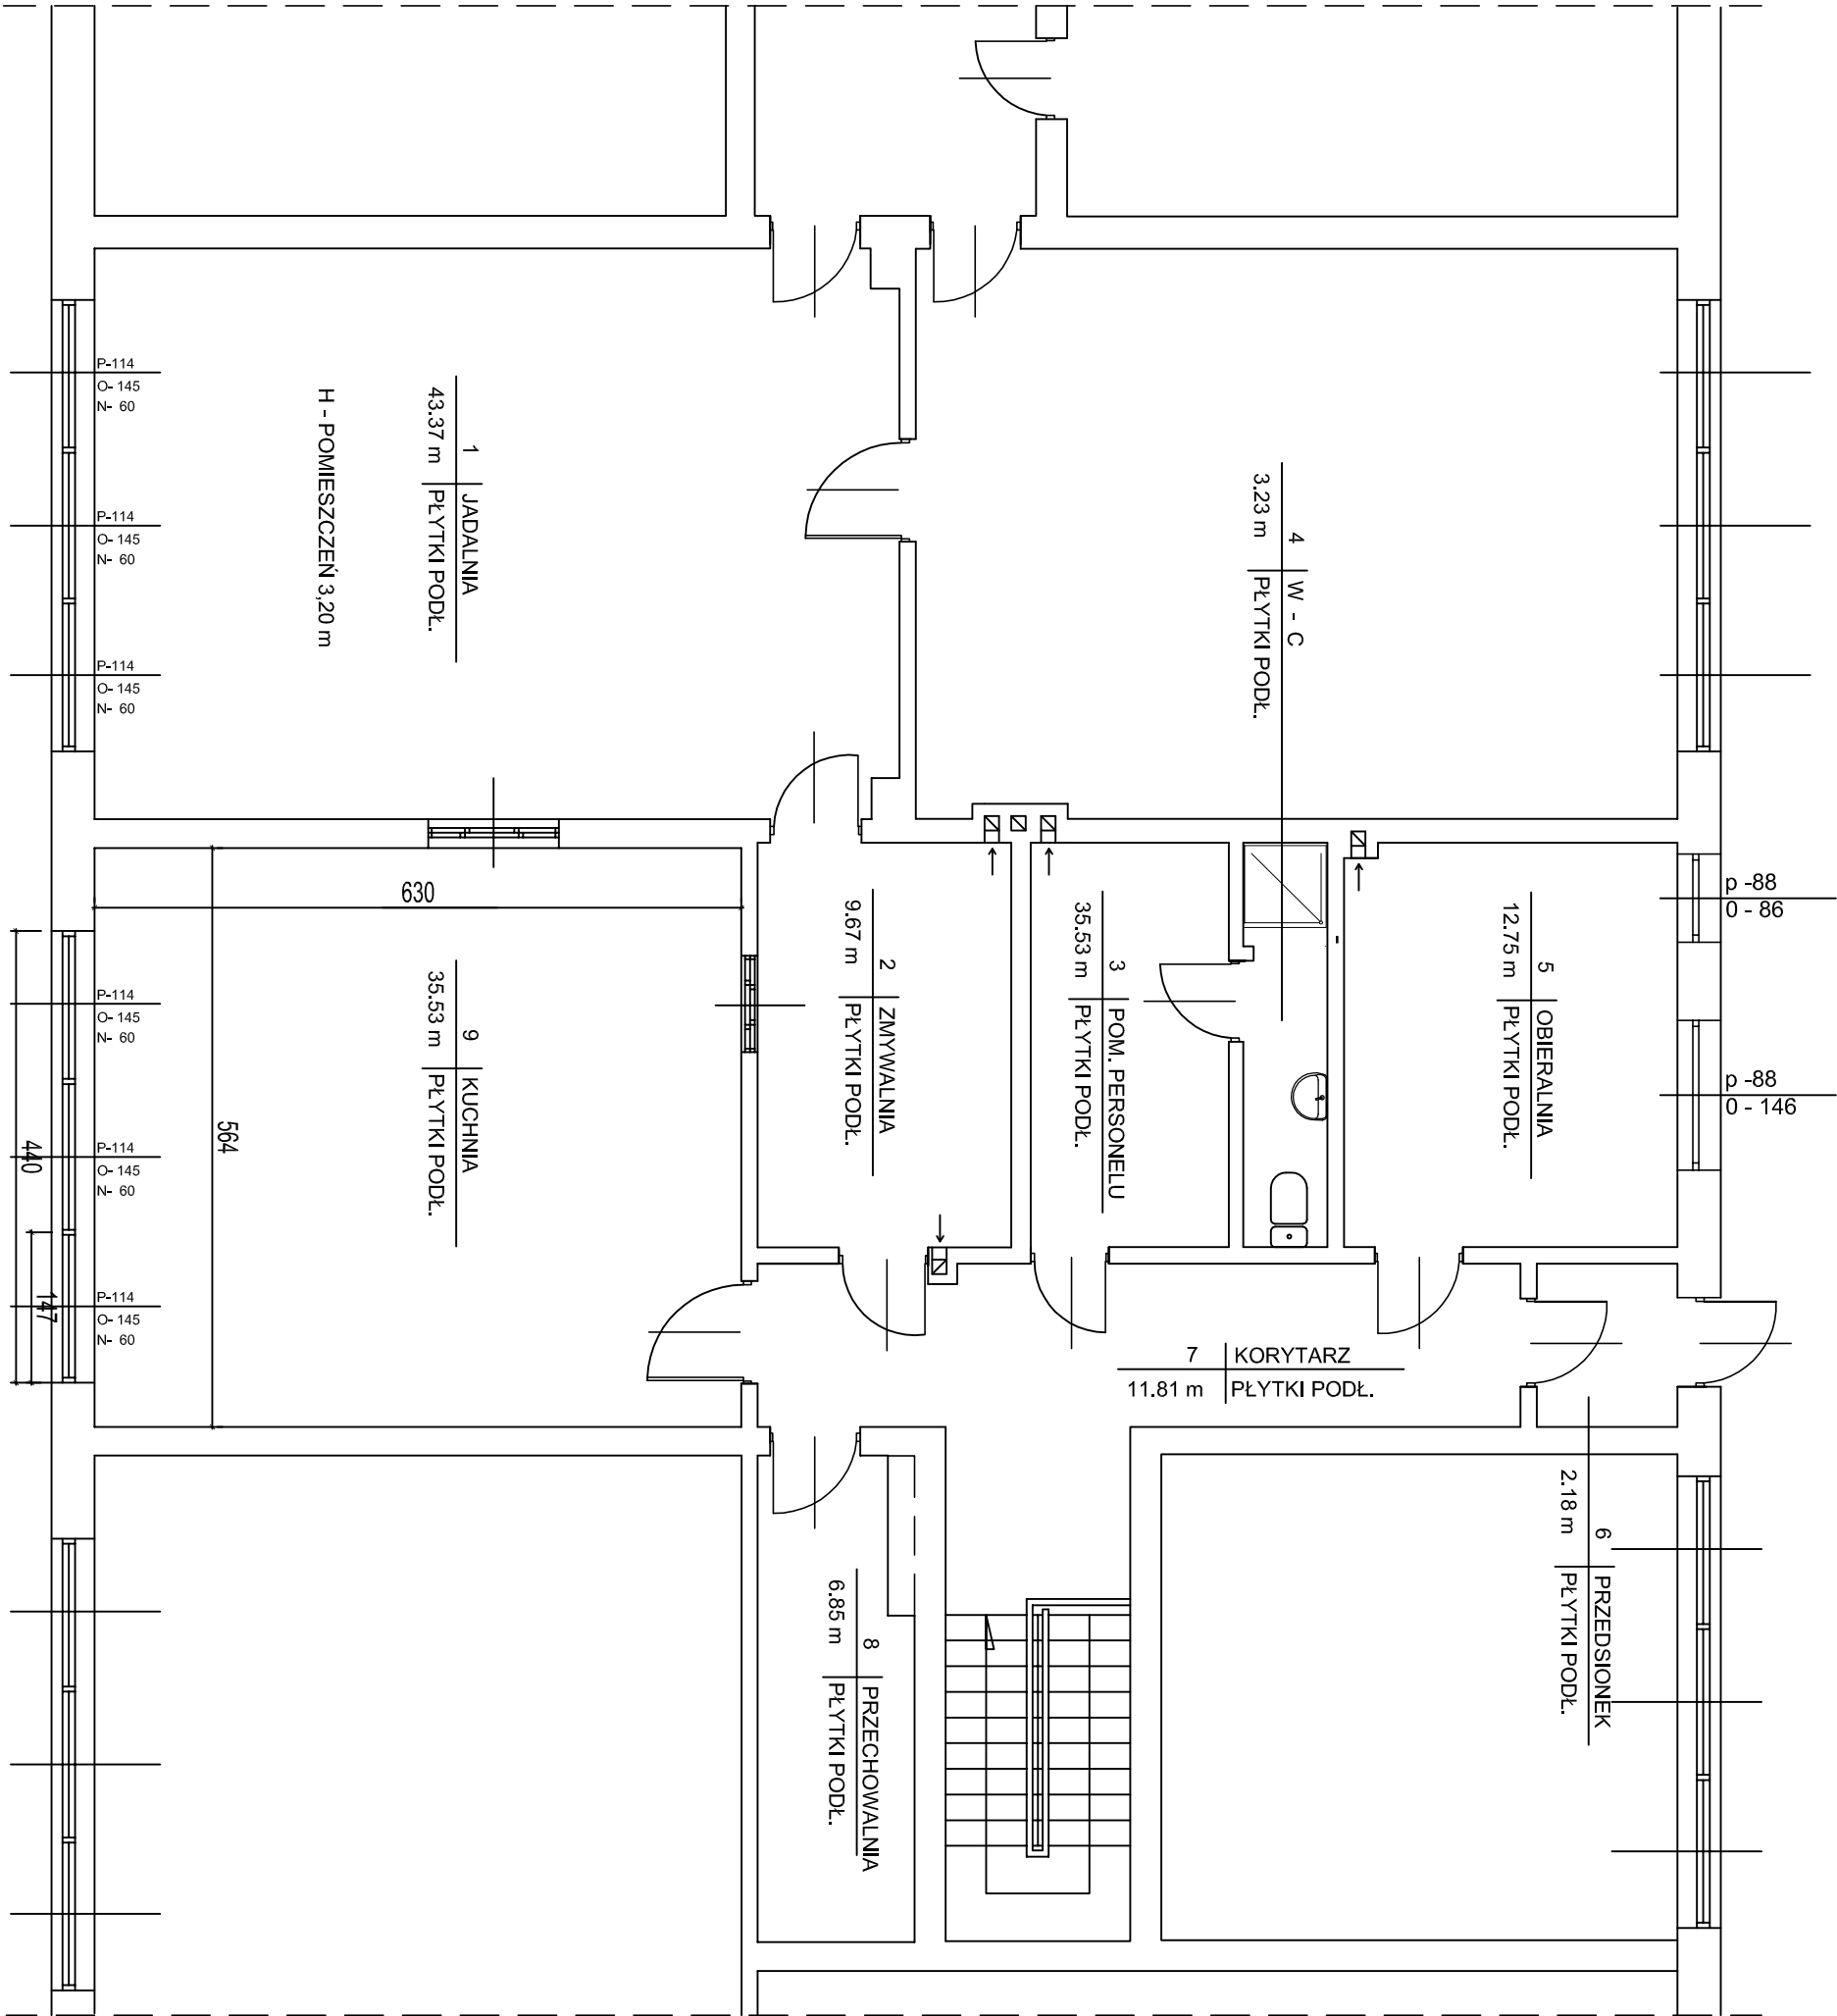 P-114
O- 145
N- 60
P-114
O- 145
N- 60
P-114
O- 145
N- 60
H - POMIESZCZEŃ 3,20 m
1 JADALNIA
43.37 m PŁYTKI PODŁ.
4 W - C
3.23 m PŁYTKI PODŁ.
630
564
440
147
P-114
O- 145
N- 60
P-114
O- 145
N- 60
P-114
O- 145
N- 60
9 KUCHNIA
35.53 m PŁYTKI PODŁ.
2 ZMYWALNIA
9.67 m PŁYTKI PODŁ.
3 POM. PERSONELU
35.53 m PŁYTKI PODŁ.
5 OBIERALNIA
12.75 m PŁYTKI PODŁ.
p -88
0 - 86
p -88
0 - 146
7 KORYTARZ
11.81 m PŁYTKI PODŁ.
6 PRZEDSIONEK
2.18 m PŁYTKI PODŁ.
8 PRZECHOWALNIA
6.85 m PŁYTKI PODŁ.